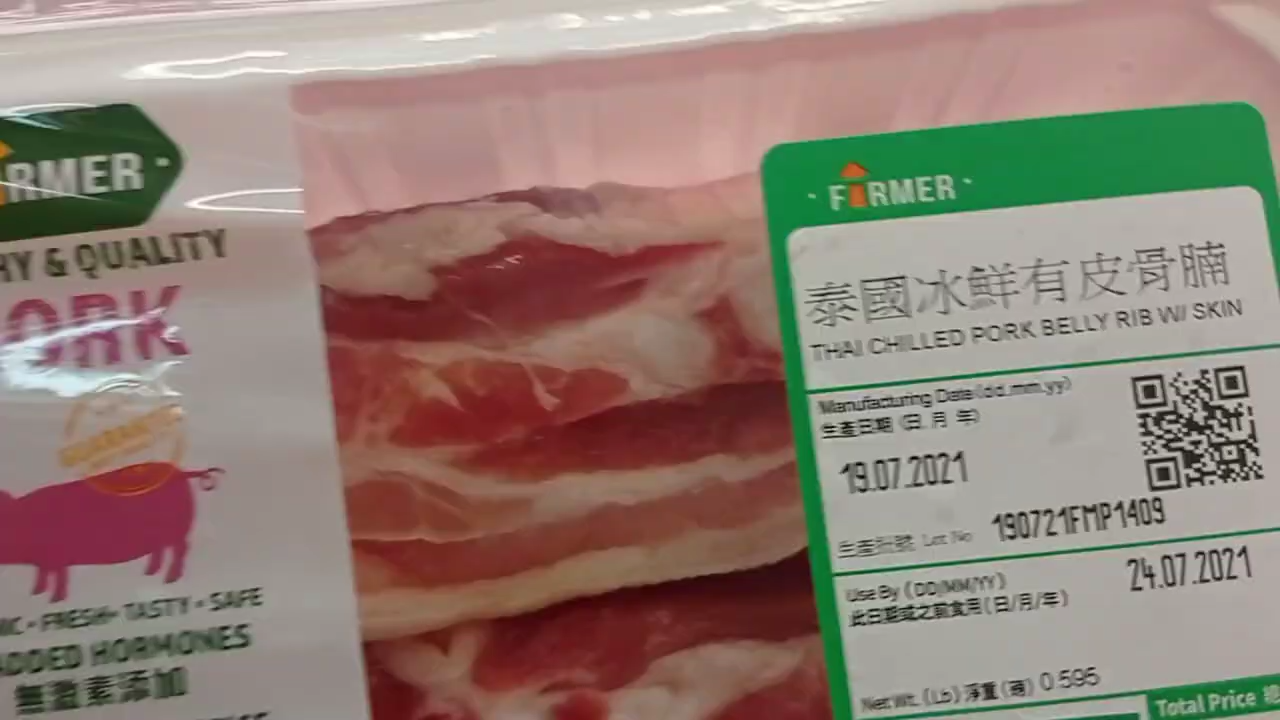 RMER
RY & QUALITY
ORK
FRESH • TASTY • SAFE
ADDED HORMONES
無激素添加
FARMER
泰國冰鮮有皮骨腩
THAI CHILLED PORK BELLY RIB W/ SKIN
Manufacturing Date (dd.mm.yy)
生產日期 (日. 月 年)
19.07.2021
生產批號 Lot No 190721FMP1409
Use By (DD/MM/YY)
24.07.2021
此日期或之前食用(日/月/年)
Net Wt. (Lb) 淨重(磅) 0.595
Total Price